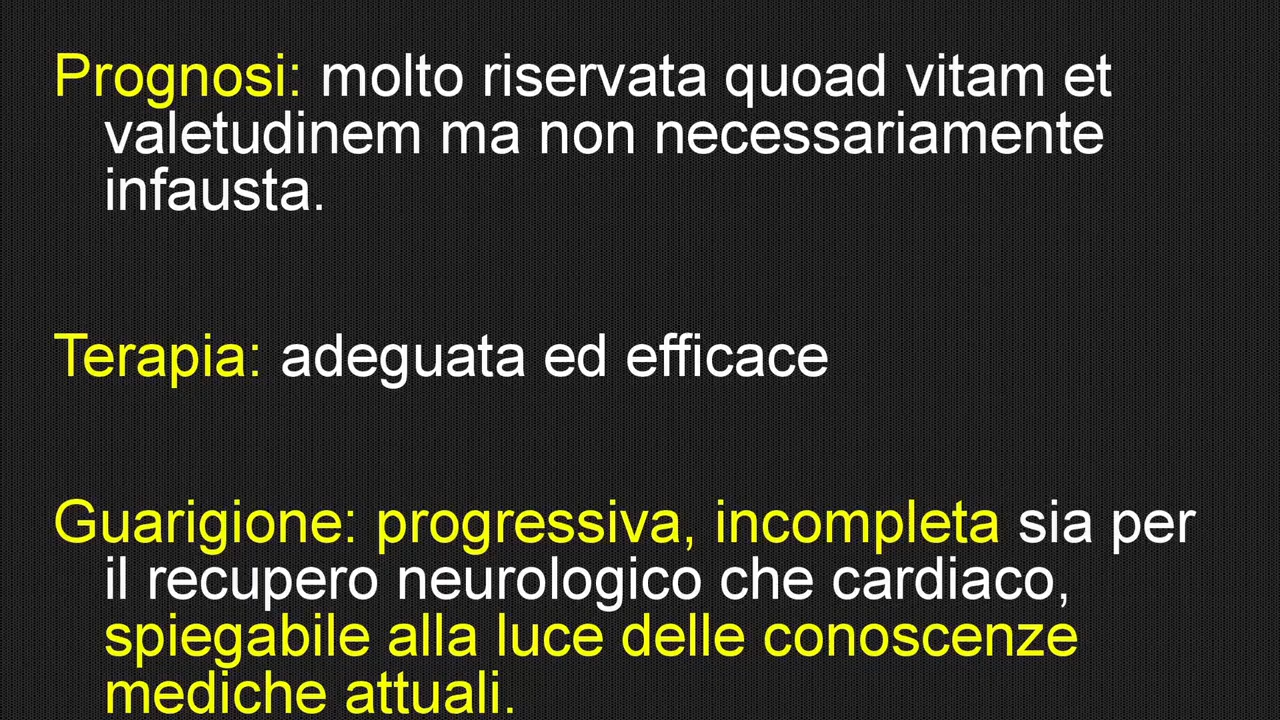 Prognosi: molto riservata quoad vitam et
valetudinem ma non necessariamente
infausta.
Terapia: adeguata ed efficace
Guarigione: progressiva, incompleta sia per
il recupero neurologico che cardiaco,
spiegabile alla luce delle conoscenze
mediche attuali.